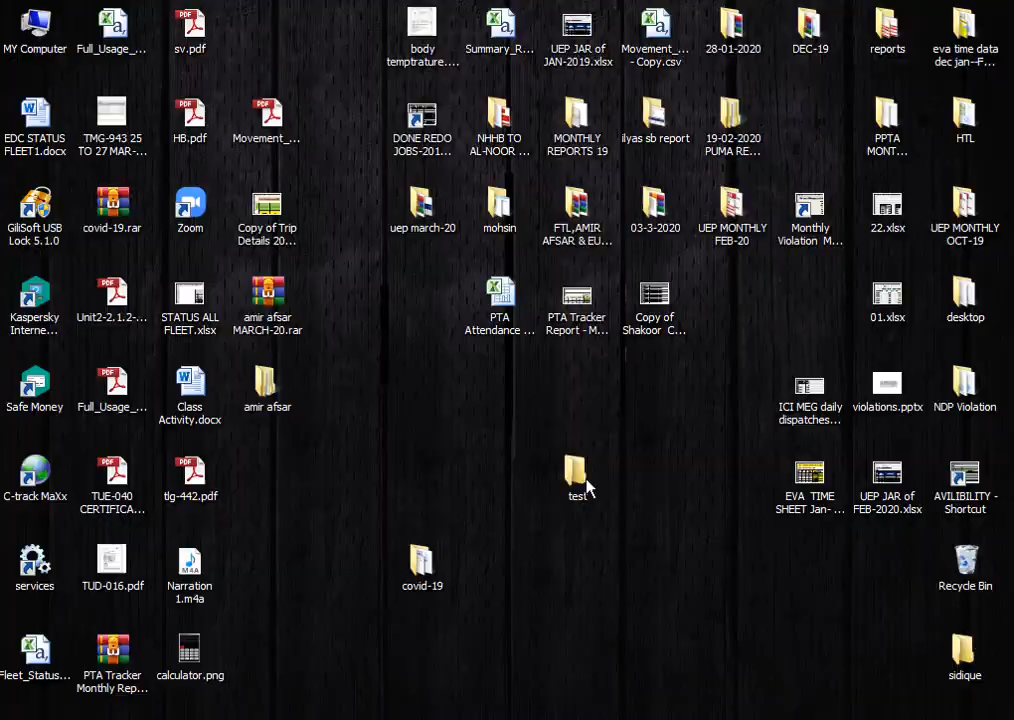 MY Computer
Full_Usage_...
sv.pdf
body
temptrature....
Summary_R...
UEP JAR of
JAN-2019.xlsx
Movement_...
- Copy.csv
28-01-2020
DEC-19
reports
eva time data
dec jan--F...
EDC STATUS
FLEET1.docx
TMG-943 25
TO 27 MAR-...
HB.pdf
Movement_...
DONE REDO
JOBS-201...
NHHB TO
AL-NOOR ...
MONTHLY
REPORTS 19
ilyas sb report
19-02-2020
PUMA RE...
PPTA
MONT...
HTL
GiliSoft USB
Lock 5.1.0
covid-19.rar
Zoom
Copy of Trip
Details 20...
uep march-20
mohsin
FTL,AMIR
AFSAR & EU...
03-3-2020
UEP MONTHLY
FEB-20
Monthly
Violation M...
22.xlsx
UEP MONTHLY
OCT-19
Kaspersky
Interne...
Unit2-2.1.2-...
STATUS ALL
FLEET.xlsx
amir afsar
MARCH-20.rar
PTA
Attendance ...
PTA Tracker
Report - M...
Copy of
Shakoor C...
01.xlsx
desktop
Safe Money
Full_Usage_...
Class
Activity.docx
amir afsar
ICI MEG daily
dispatches...
violations.pptx
NDP Violation
C-track MaXx
TUE-040
CERTIFICA...
tlg-442.pdf
test
EVA TIME
SHEET Jan- ...
UEP JAR of
FEB-2020.xlsx
AVILIBILITY -
Shortcut
services
TUD-016.pdf
M4A
Narration
1.m4a
covid-19
Recycle Bin
Fleet_Status...
PTA Tracker
Monthly Rep...
calculator.png
sidique